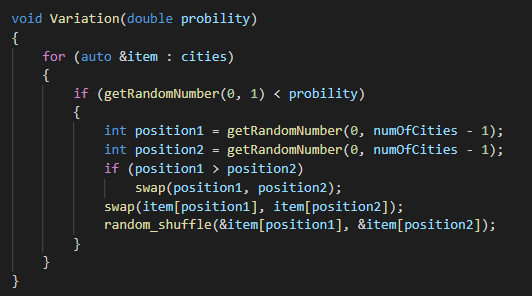 void Variation(double probility)
{
    for (auto &item : cities)
    {
        if (getRandomNumber(0, 1) < probility)
        {
            int position1 = getRandomNumber(0, numOfCities - 1);
            int position2 = getRandomNumber(0, numOfCities - 1);
            if (position1 > position2)
                swap(position1, position2);
            swap(item[position1], item[position2]);
            random_shuffle(&item[position1], &item[position2]);
        }
    }
}